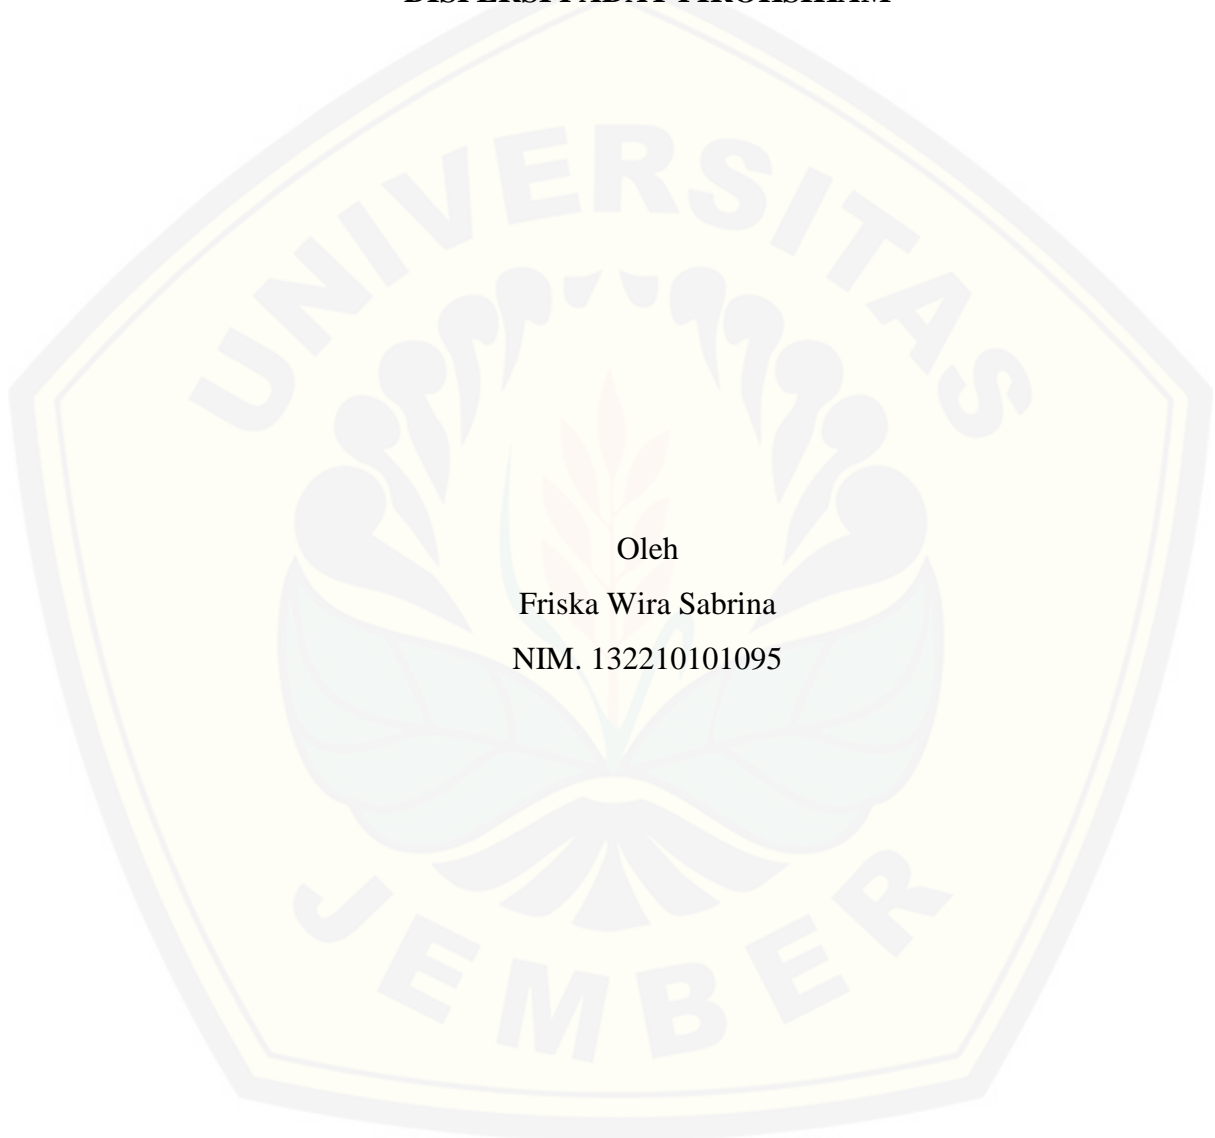 DISPERSI PADAT PIROKSIKAM
UNIVERSITAS
Oleh
Friska Wira Sabrina
NIM. 132210101095
JEMBER